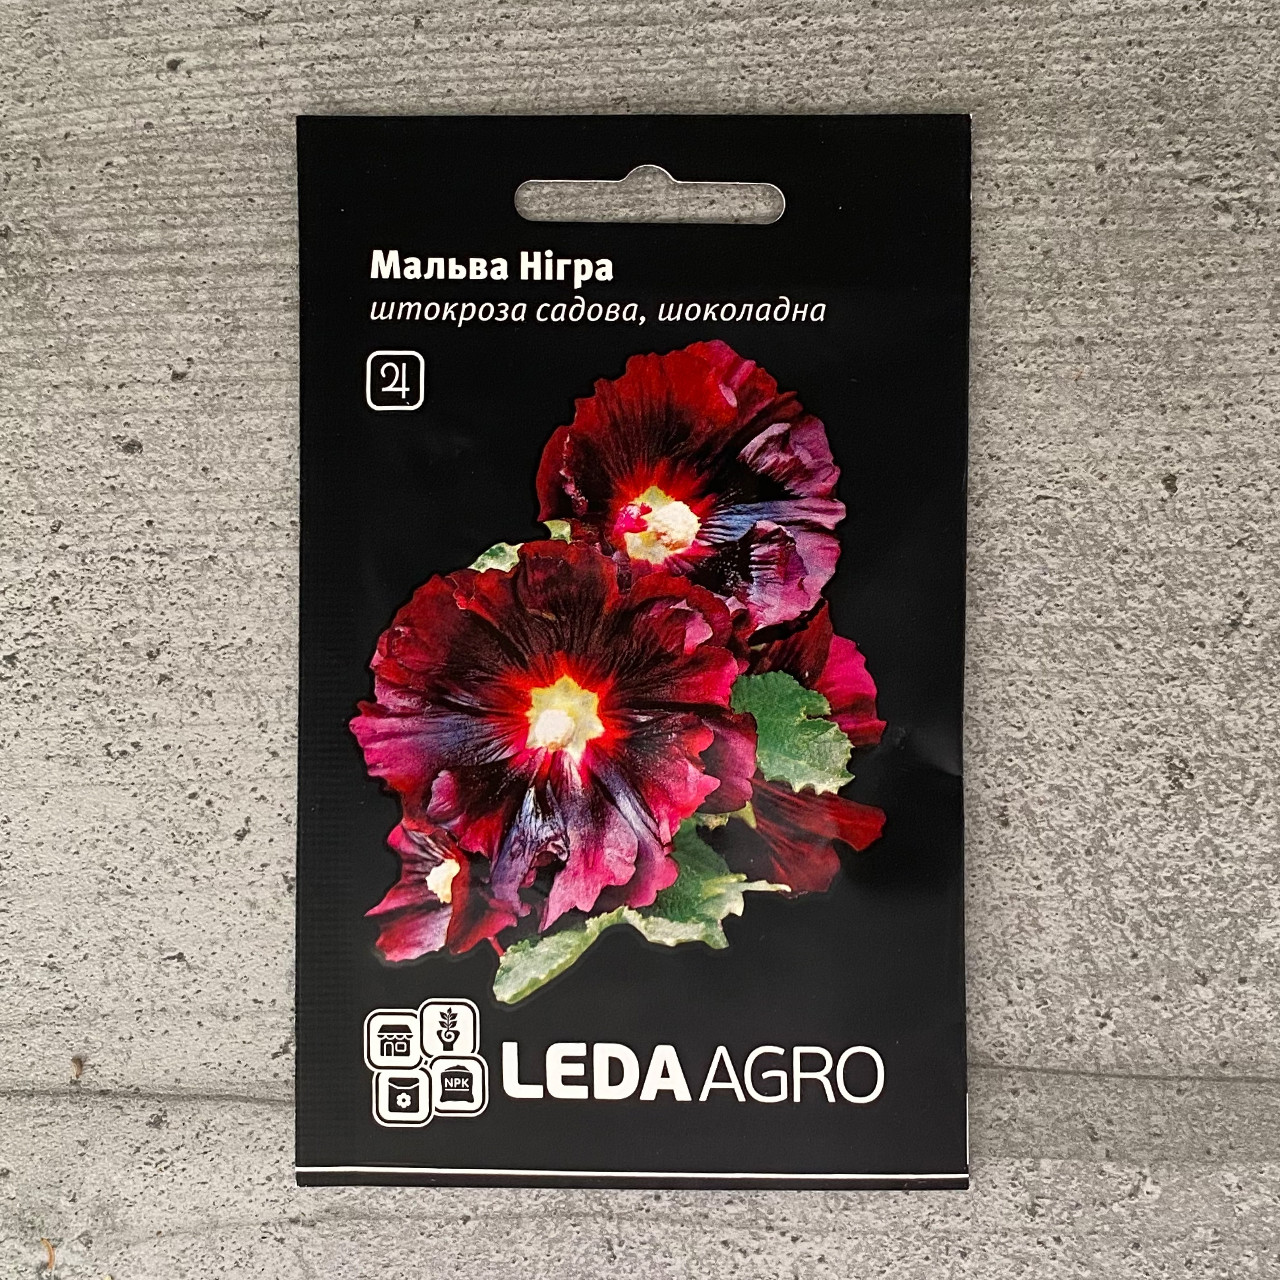 Мальва Нігра
штокроза садова, шоколадна
♃
NPK
LEDA AGRO